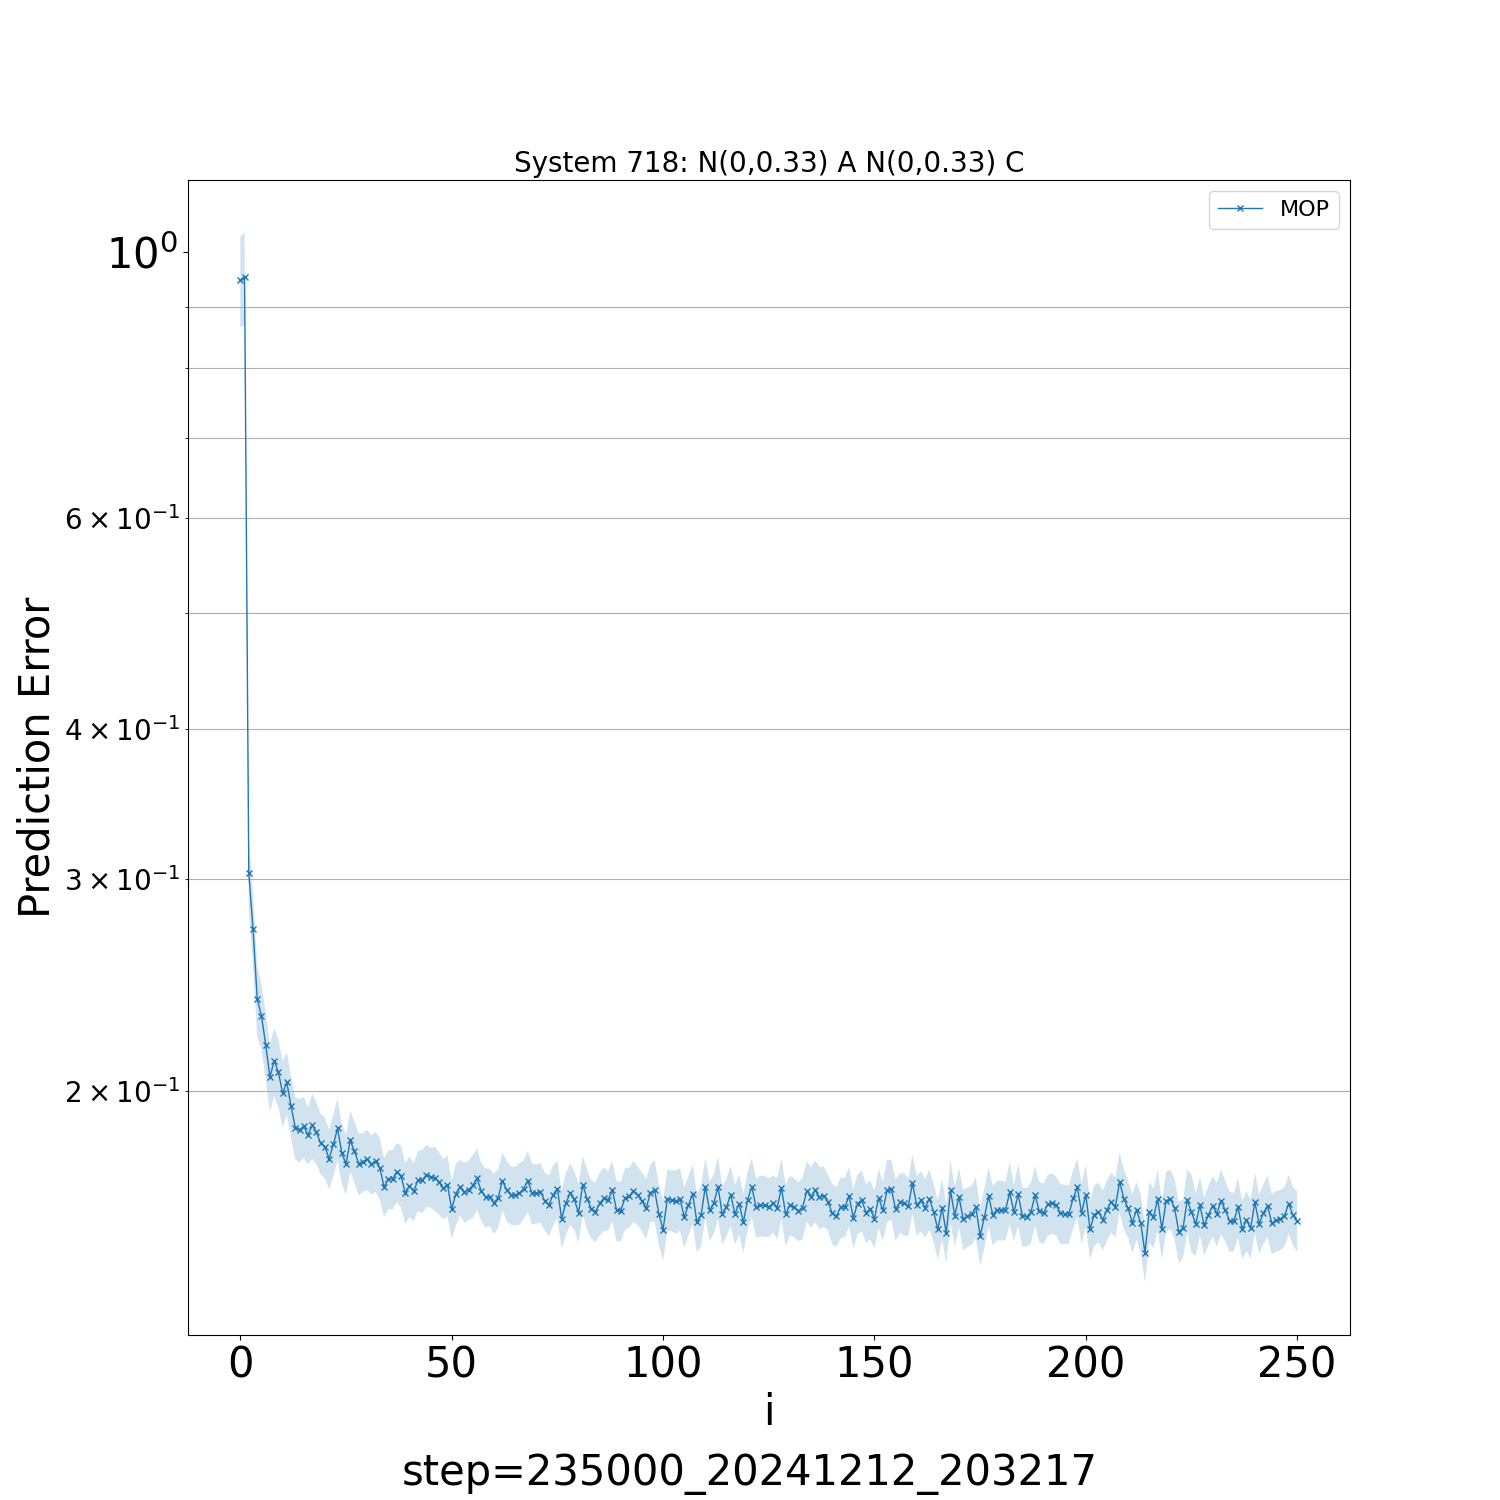 System 718: N(0,0.33) A N(0,0.33) C
MOP
10⁰
6 × 10⁻¹
4 × 10⁻¹
3 × 10⁻¹
2 × 10⁻¹
Prediction Error
0 50 100 150 200 250
i
step=235000_20241212_203217